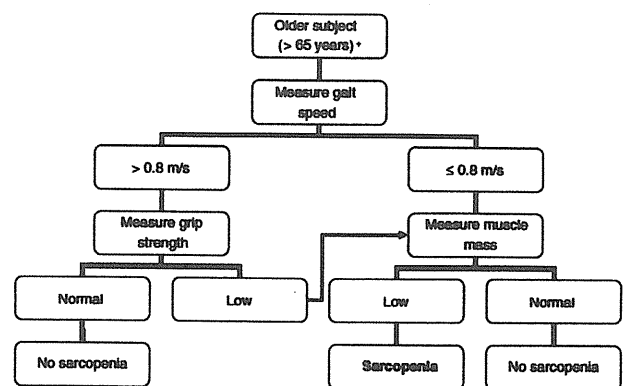 Older subject
(> 65 years) +
Measure gait
speed
> 0.8 m/s
≤ 0.8 m/s
Measure grip
strength
Measure muscle
mass
Normal
Low
Low
Normal
No sarcopenia
Sarcopenia
No sarcopenia